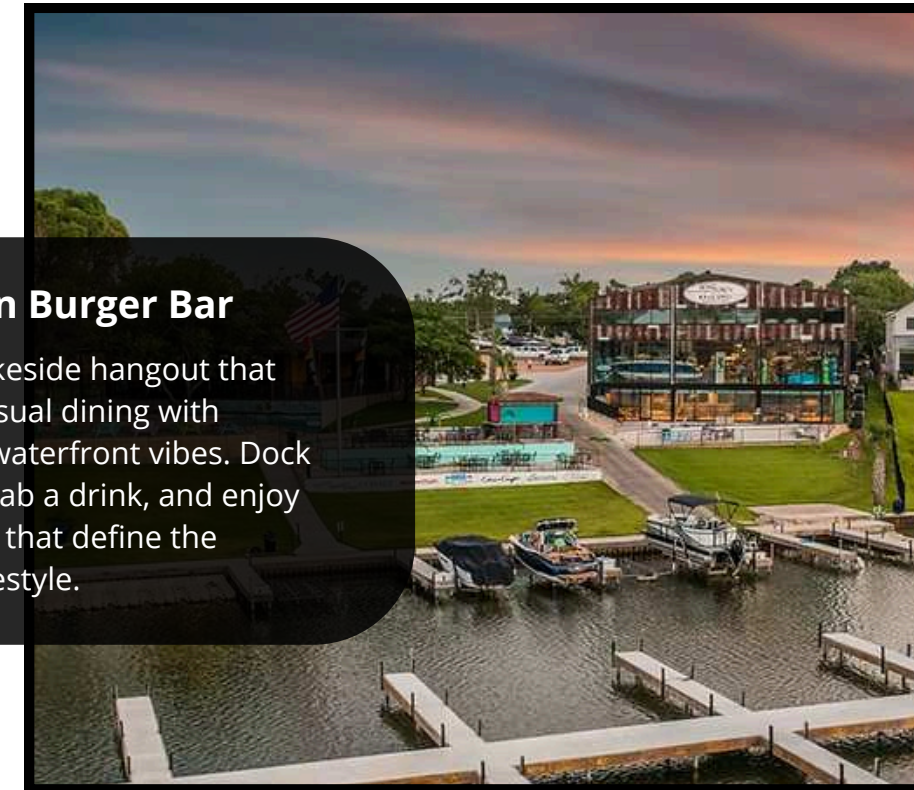 n Burger Bar
keside hangout that
sual dining with
waterfront vibes. Dock
ab a drink, and enjoy
that define the
estyle.